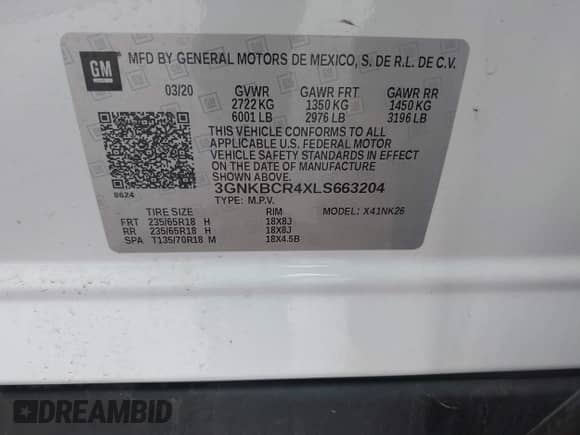 GM
MFD BY GENERAL MOTORS DE MEXICO, S. DE R.L. DE C.V.
03/20 GVWR GAWR FRT GAWR RR
2722 KG 1350 KG 1450 KG
6001 LB 2976 LB 3196 LB
THIS VEHICLE CONFORMS TO ALL
APPLICABLE U.S. FEDERAL MOTOR
VEHICLE SAFETY STANDARDS IN EFFECT
ON THE DATE OF MANUFACTURE
SHOWN ABOVE.
3GNKBCR4XLS663204
8624 TYPE: M.P.V.
TIRE SIZE RIM MODEL: X41NK26
FRT 235/65R18 H 18X8J
RR 235/65R18 H 18X8J
SPA T135/70R18 M 18X4.5B
DREAMBID